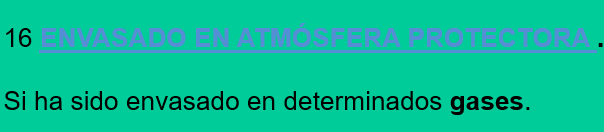 16 ENVASADO EN ATMÓSFERA PROTECTORA .
Si ha sido envasado en determinados gases.